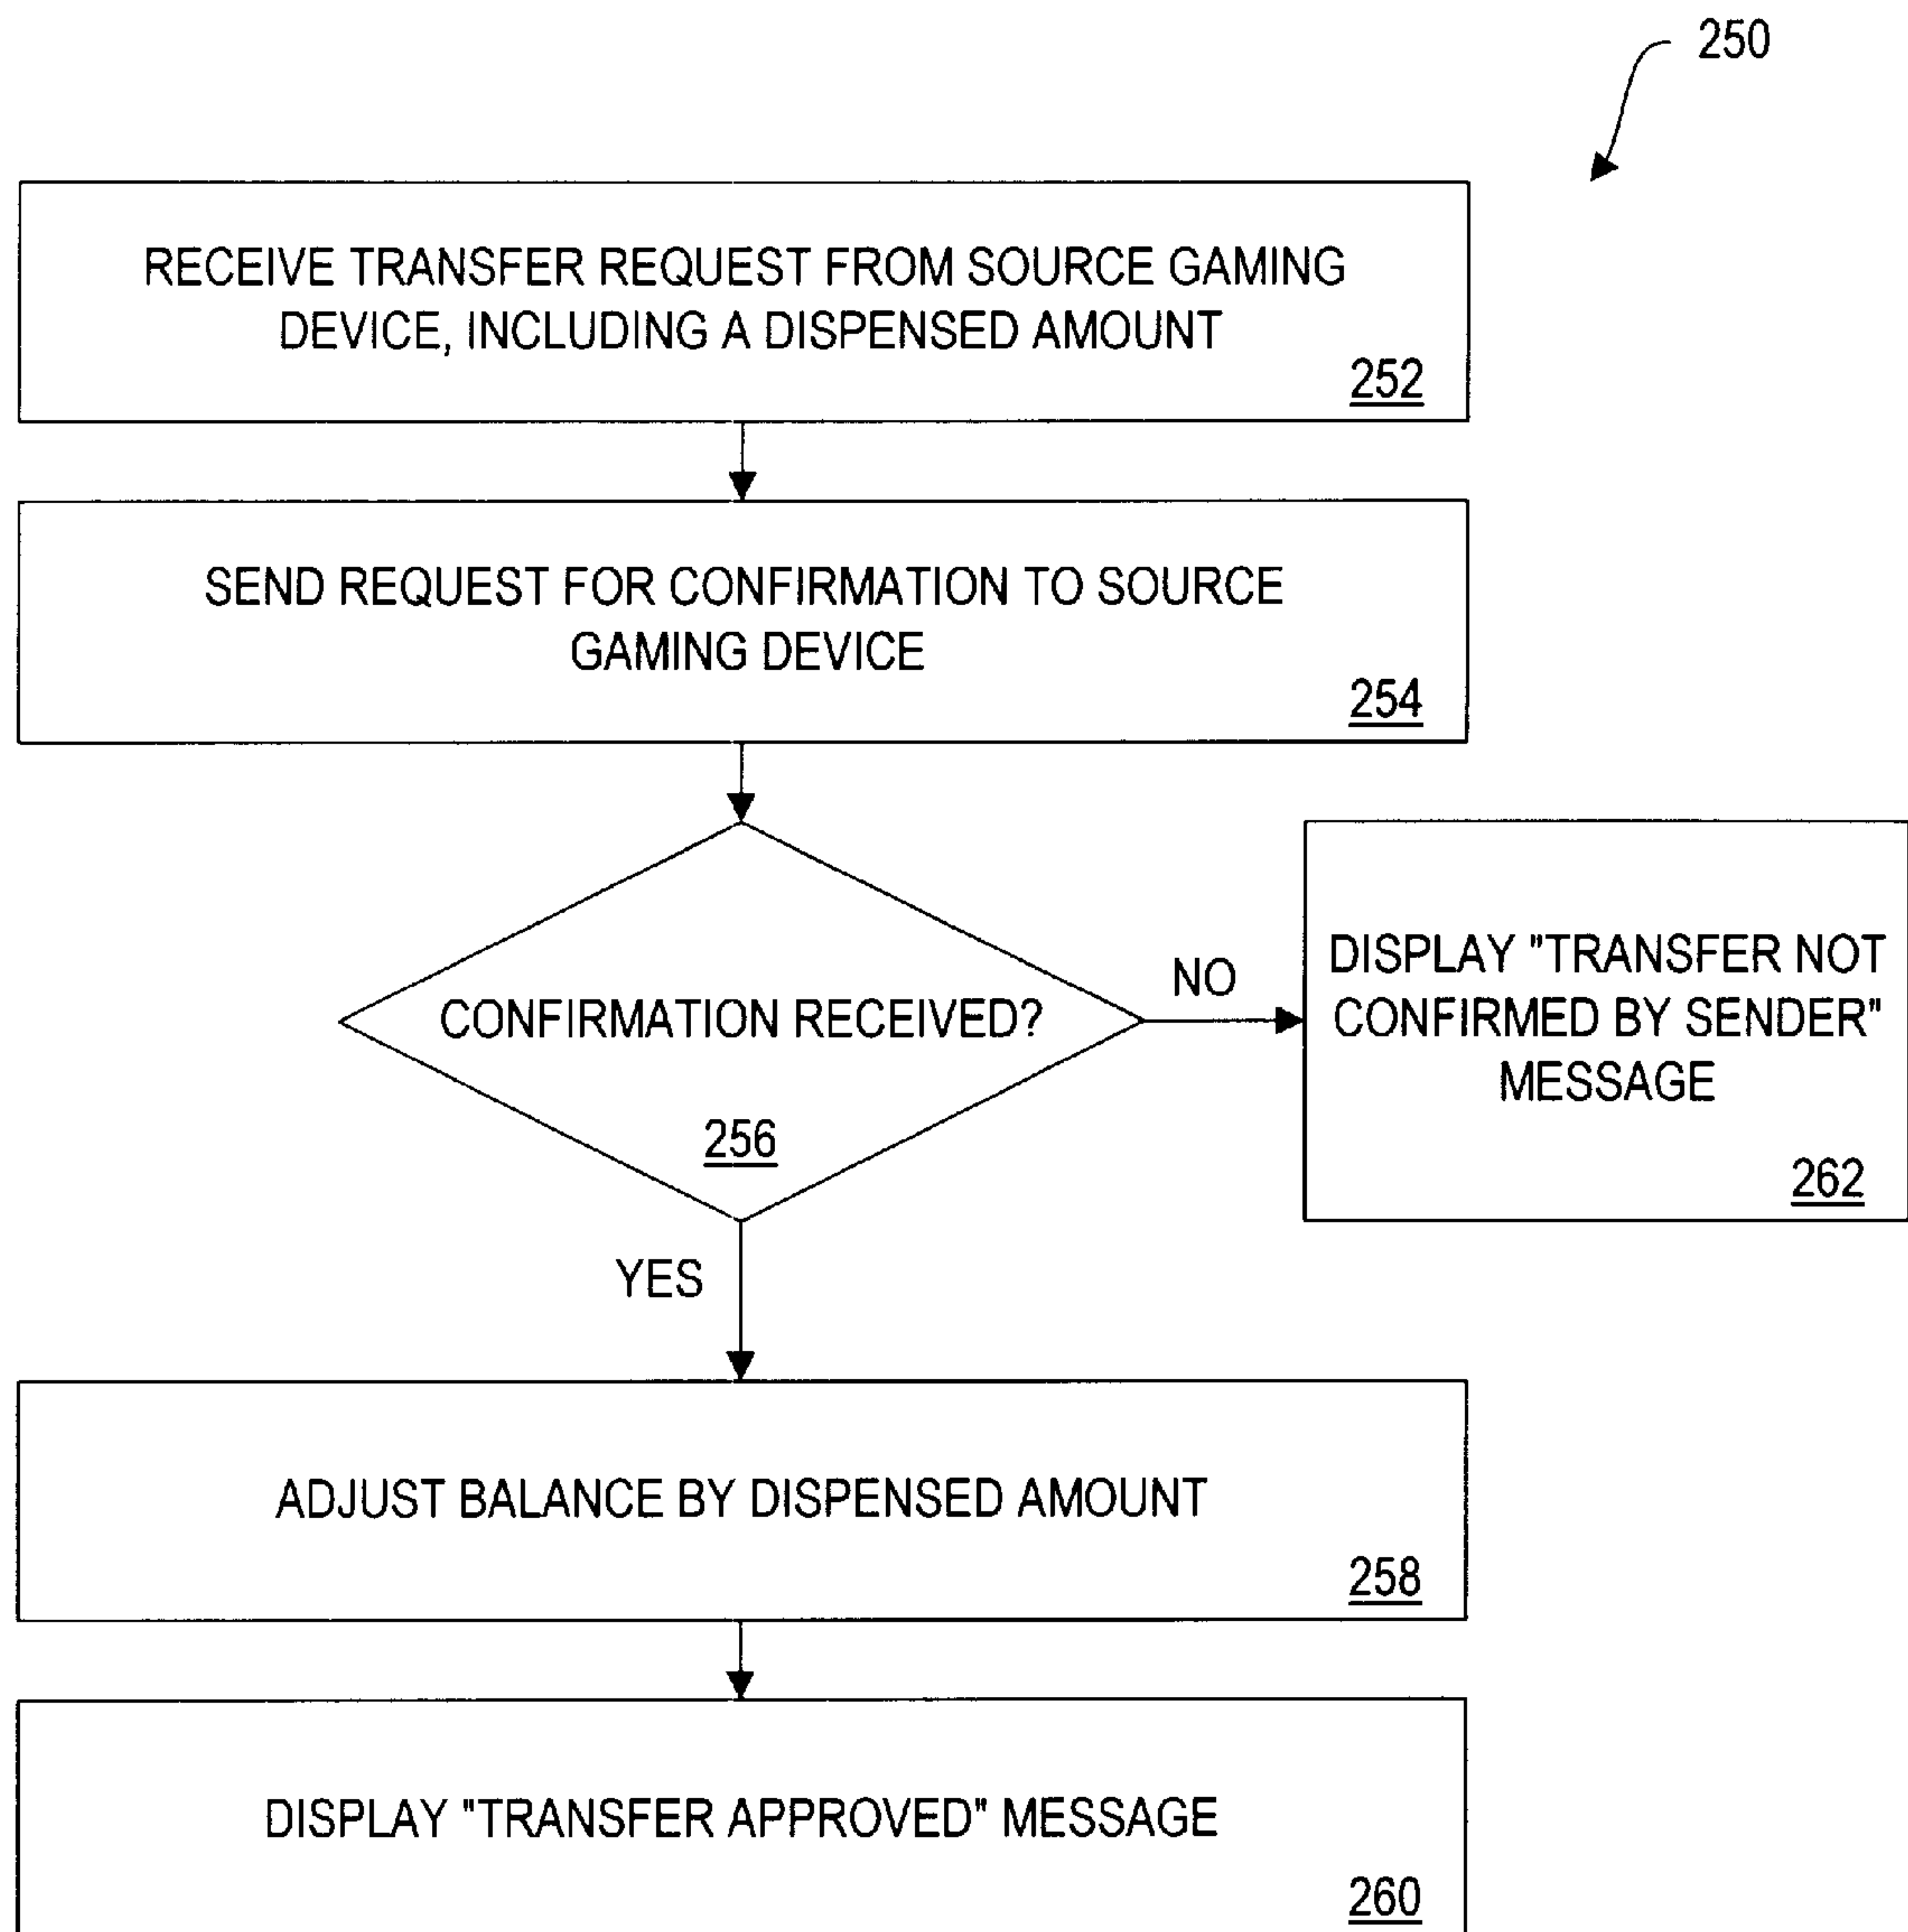 250
RECEIVE TRANSFER REQUEST FROM SOURCE GAMING
DEVICE, INCLUDING A DISPENSED AMOUNT
252
SEND REQUEST FOR CONFIRMATION TO SOURCE
GAMING DEVICE
254
CONFIRMATION RECEIVED?
256
NO
DISPLAY "TRANSFER NOT
CONFIRMED BY SENDER"
MESSAGE
262
YES
ADJUST BALANCE BY DISPENSED AMOUNT
258
DISPLAY "TRANSFER APPROVED" MESSAGE
260